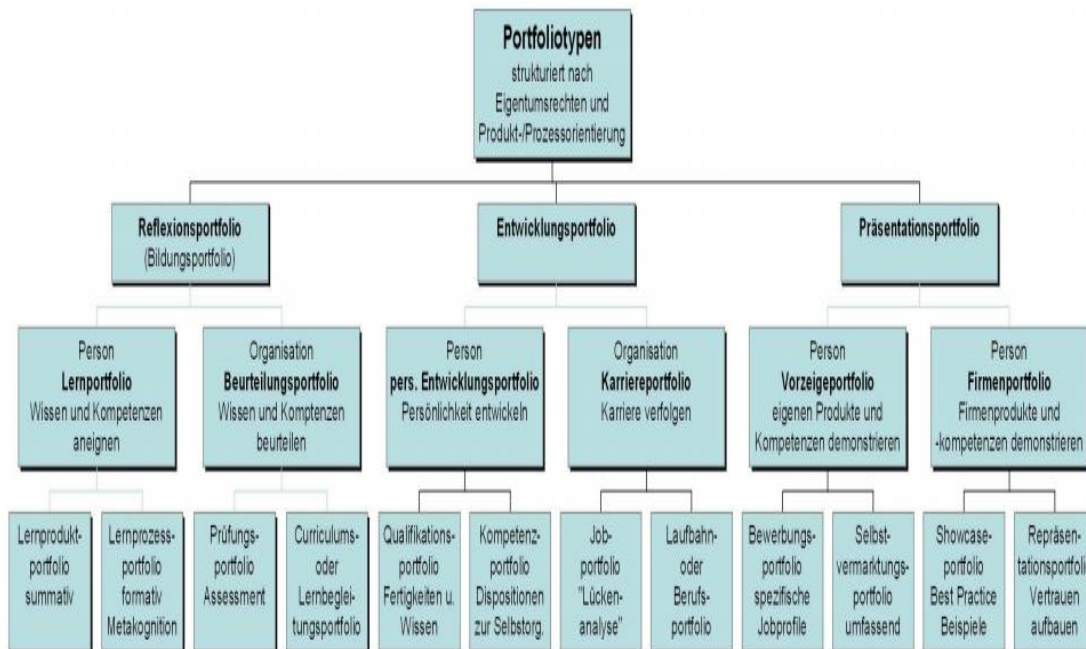 Portfoliotypen
strukturiert nach
Eigentumsrechten und
Produkt-/Prozessorientierung
Reflexionsportfolio
(Bildungsportfolio)
Entwicklungsportfolio
Präsentationsportfolio
Person
Lernportfolio
Wissen und Kompetenzen
aneignen
Organisation
Beurteilungsportfolio
Wissen und Komptenzen
beurteilen
Person
pers. Entwicklungsportfolio
Persönlichkeit entwickeln
Organisation
Karriereportfolio
Karriere verfolgen
Person
Vorzeigeportfolio
eigenen Produkte und
Kompetenzen demonstrieren
Person
Firmenportfolio
Firmenprodukte und
-kompetenzen demonstrieren
Lernprodukt-
portfolio
summativ
Lernprozess-
portfolio
formativ
Metakognition
Prüfungs-
portfolio
Assessment
Curriculums-
oder
Lernbeglei-
tungsportfolio
Qualifikations-
portfolio
Fertigkeiten u.
Wissen
Kompetenz-
portfolio
Dispositionen
zur Selbstorg.
Job-
portfolio
"Lücken-
analyse"
Laufbahn-
oder
Berufs-
portfolio
Bewerbungs-
portfolio
spezifische
Jobprofile
Selbst-
vermarktungs-
portfolio
umfassend
Showcase-
portfolio
Best Practice
Beispiele
Repräsen-
tationsportfolio
Vertrauen
aufbauen